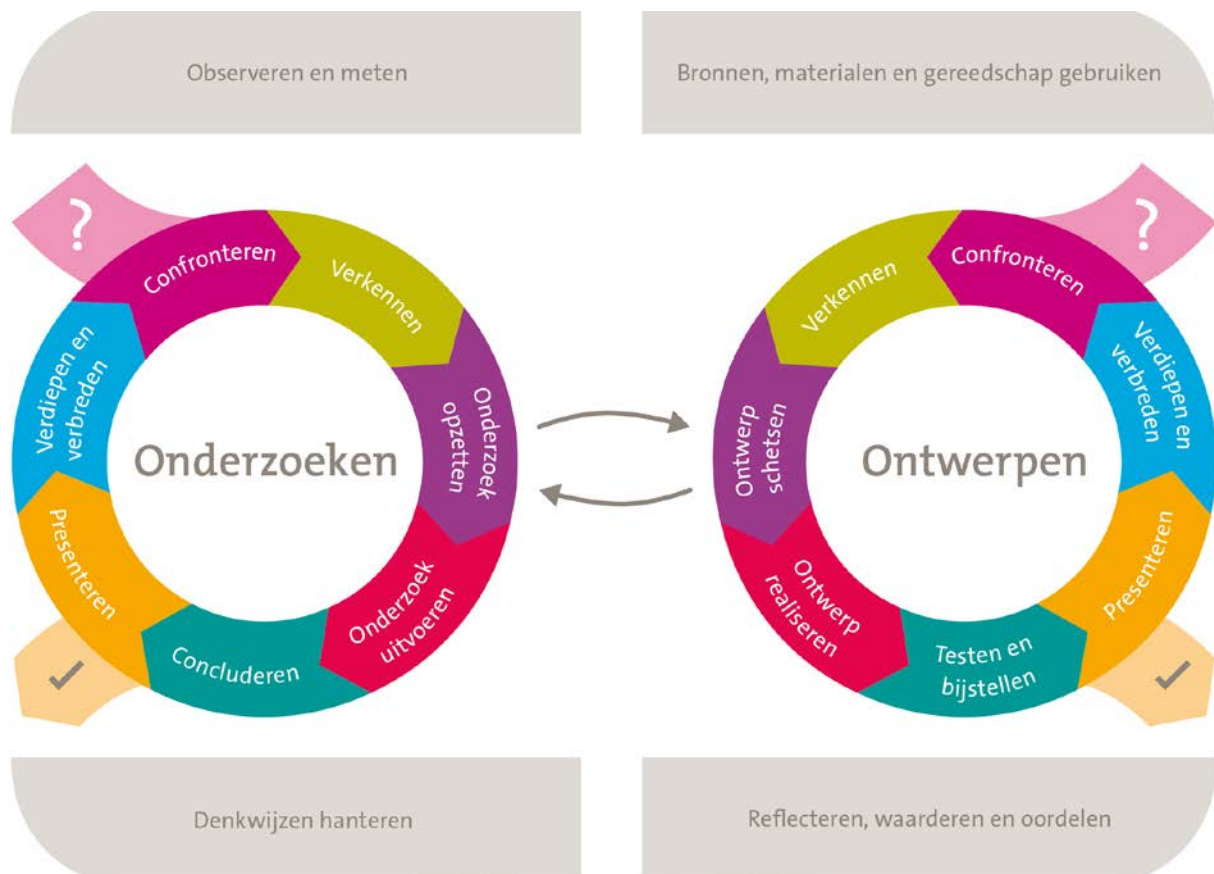 Observeren en meten
Bronnen, materialen en gereedschap gebruiken
?
Confronteren
Verkennen
Onderzoek
opzetten
Onderzoek
uitvoeren
Concluderen
Presenteren
Verdiepen en
verbreden
Onderzoeken
?
Confronteren
Verkennen
Ontwerp
schetsen
Ontwerp
realiseren
Testen en
bijstellen
Presenteren
Verdiepen en
verbreden
Ontwerpen
Denkwijzen hanteren
Reflecteren, waarderen en oordelen